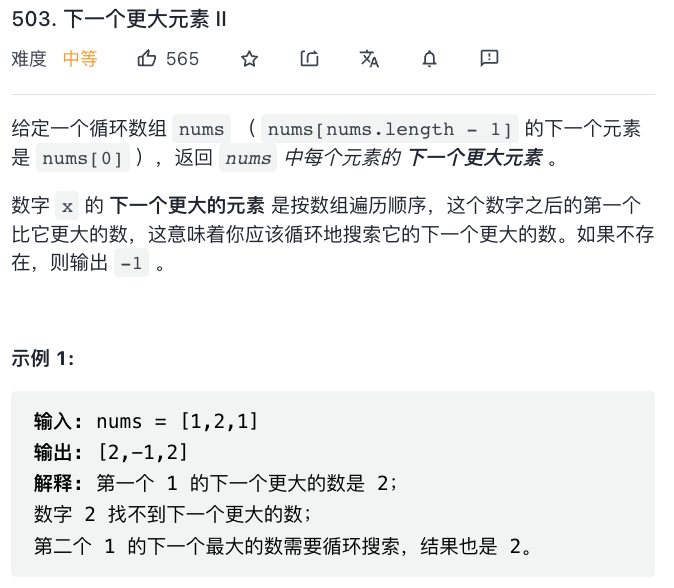 503. 下一个更大元素 II
难度 中等 565
给定一个循环数组 nums （ nums[nums.length - 1] 的下一个元素
是 nums[0] ），返回 nums 中每个元素的 下一个更大元素 。
数字 x 的 下一个更大的元素 是按数组遍历顺序，这个数字之后的第一个
比它更大的数，这意味着你应该循环地搜索它的下一个更大的数。如果不存
在，则输出 -1 。
示例 1:
输入: nums = [1,2,1]
输出: [2,-1,2]
解释: 第一个 1 的下一个更大的数是 2；
数字 2 找不到下一个更大的数；
第二个 1 的下一个最大的数需要循环搜索，结果也是 2。